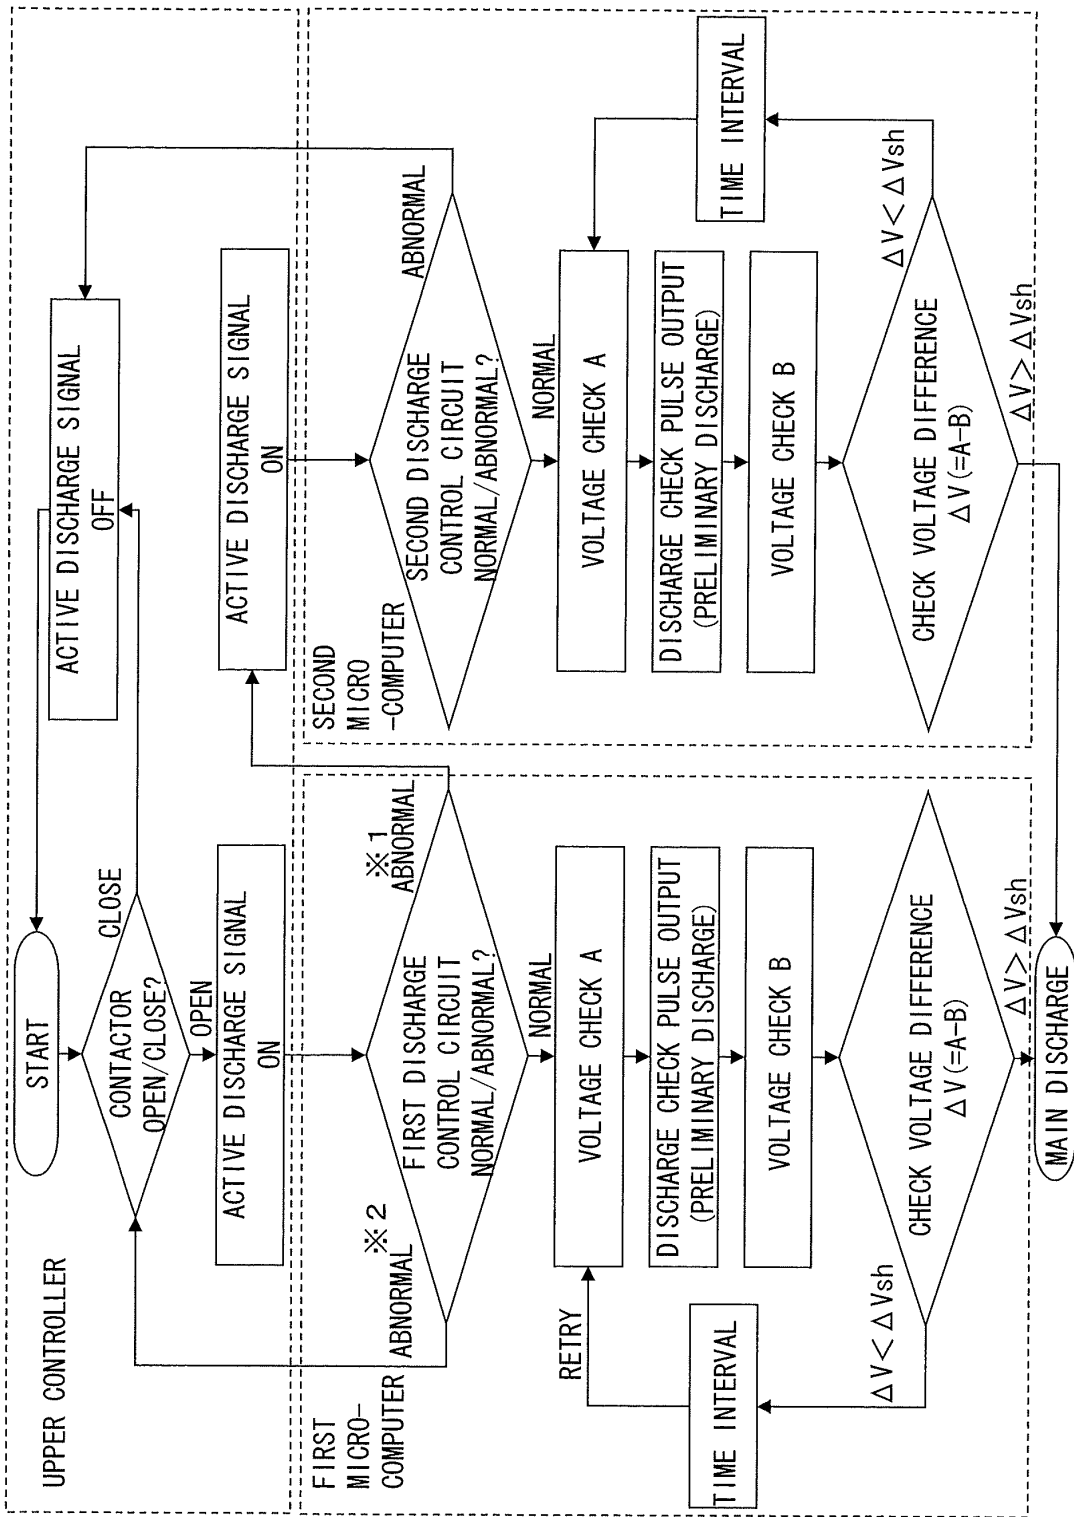 UPPER CONTROLLER
START
CONTACTOR
OPEN/CLOSE?
CLOSE
OPEN
ACTIVE DISCHARGE SIGNAL
OFF
ACTIVE DISCHARGE SIGNAL
ON
ACTIVE DISCHARGE SIGNAL
ON
FIRST
MICRO-
COMPUTER
ABNORMAL
※2
FIRST DISCHARGE
CONTROL CIRCUIT
NORMAL/ABNORMAL?
※1
ABNORMAL
NORMAL
VOLTAGE CHECK A
RETRY
DISCHARGE CHECK PULSE OUTPUT
(PRELIMINARY DISCHARGE)
TIME INTERVAL
VOLTAGE CHECK B
CHECK VOLTAGE DIFFERENCE
ΔV(=A-B)
ΔV<ΔVsh
ΔV>ΔVsh
SECOND
MICRO
-COMPUTER
SECOND DISCHARGE
CONTROL CIRCUIT
NORMAL/ABNORMAL?
ABNORMAL
NORMAL
VOLTAGE CHECK A
DISCHARGE CHECK PULSE OUTPUT
(PRELIMINARY DISCHARGE)
TIME INTERVAL
VOLTAGE CHECK B
CHECK VOLTAGE DIFFERENCE
ΔV(=A-B)
ΔV<ΔVsh
ΔV>ΔVsh
MAIN DISCHARGE